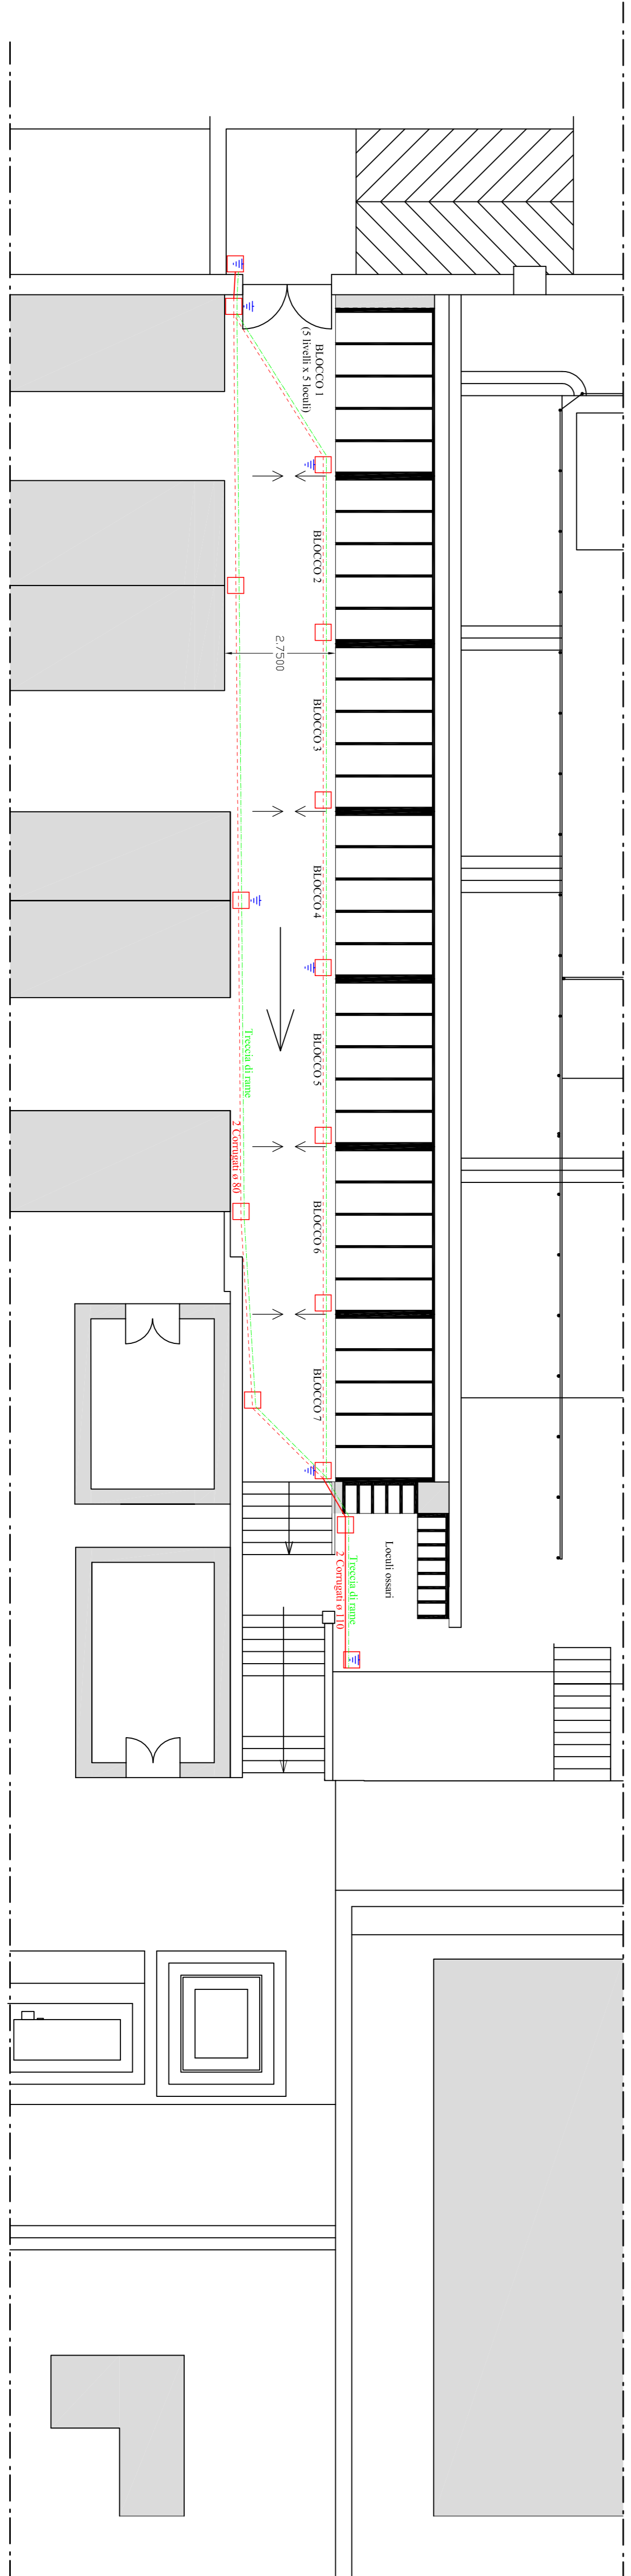 BLOCCO 1
(5 livelli x 5 loculi)
BLOCCO 2
2,7500
BLOCCO 3
BLOCCO 4
BLOCCO 5
Treccia di rame
2 Corrugati ø 80
BLOCCO 6
BLOCCO 7
Loculi ossari
Treccia di rame
2 Corrugati ø 110